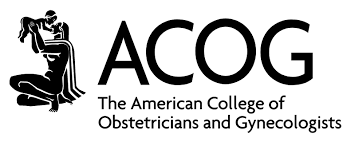 ACOG
The American College of
Obstetricians and Gynecologists